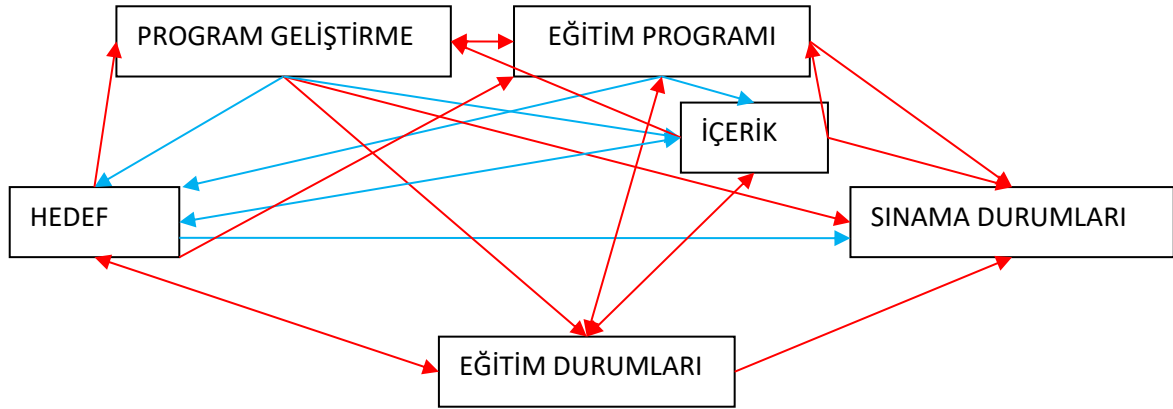 PROGRAM GELİŞTİRME
EĞİTİM PROGRAMI
İÇERİK
HEDEF
SINAMA DURUMLARI
EĞİTİM DURUMLARI